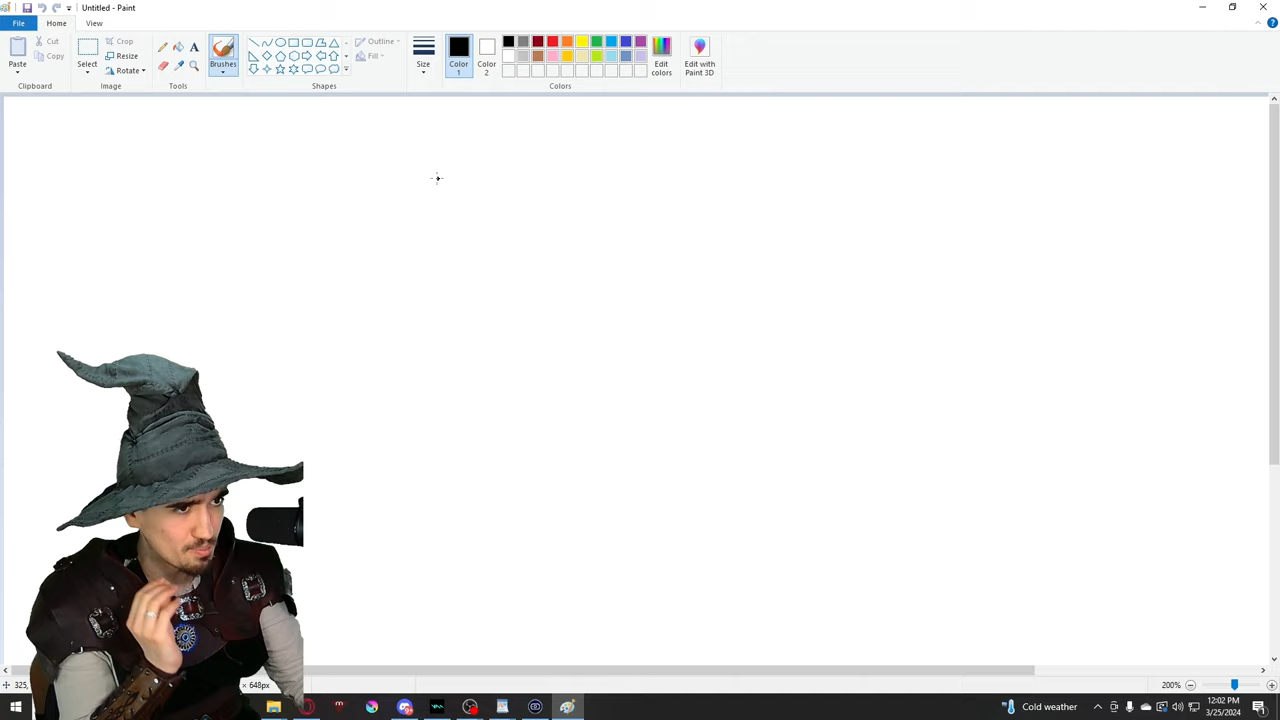 Untitled - Paint
File Home View
Paste
Cut
Copy
Clipboard
Select
Crop
Resize
Rotate
Image
Tools
Brushes
Shapes
Outline
Fill
Size
Color 1
Color 2
Colors
Edit colors
Edit with Paint 3D
325,
× 648px
200%
Cold weather
12:02 PM
3/25/2024